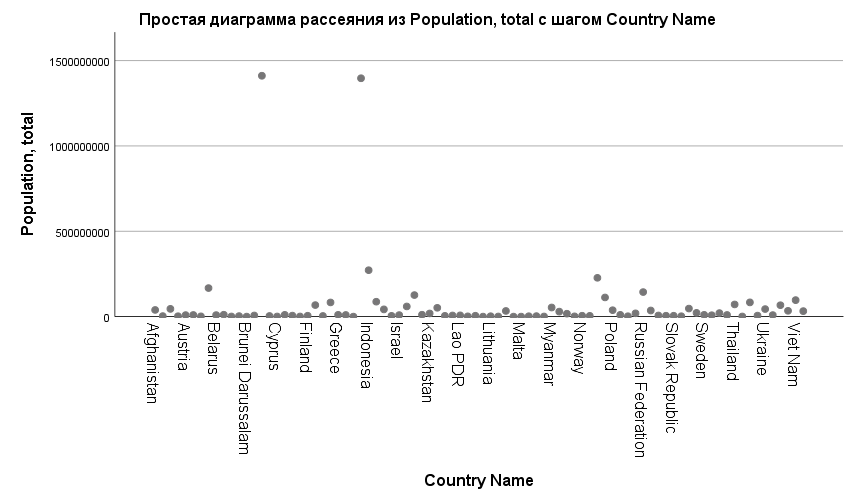 Простая диаграмма рассеяния из Population, total с шагом Country Name
1500000000
1000000000
500000000
0
Population, total
Afghanistan
Austria
Belarus
Brunei Darussalam
Cyprus
Finland
Greece
Indonesia
Israel
Kazakhstan
Lao PDR
Lithuania
Malta
Myanmar
Norway
Poland
Russian Federation
Slovak Republic
Sweden
Thailand
Ukraine
Viet Nam
Country Name